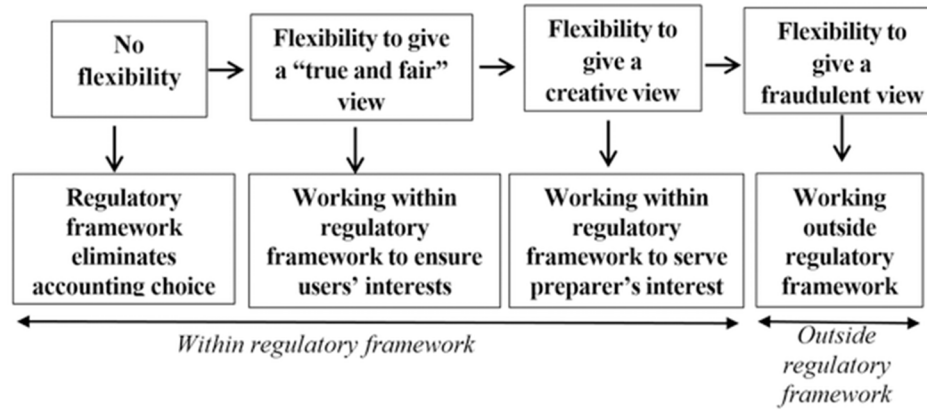 No
flexibility
Flexibility to give
a “true and fair”
view
Flexibility to
give a
creative view
Flexibility to
give a
fraudulent view
Regulatory
framework
eliminates
accounting choice
Working within
regulatory
framework to ensure
users’ interests
Working within
regulatory
framework to serve
preparer’s interest
Working
outside
regulatory
framework
Within regulatory framework
Outside
regulatory
framework